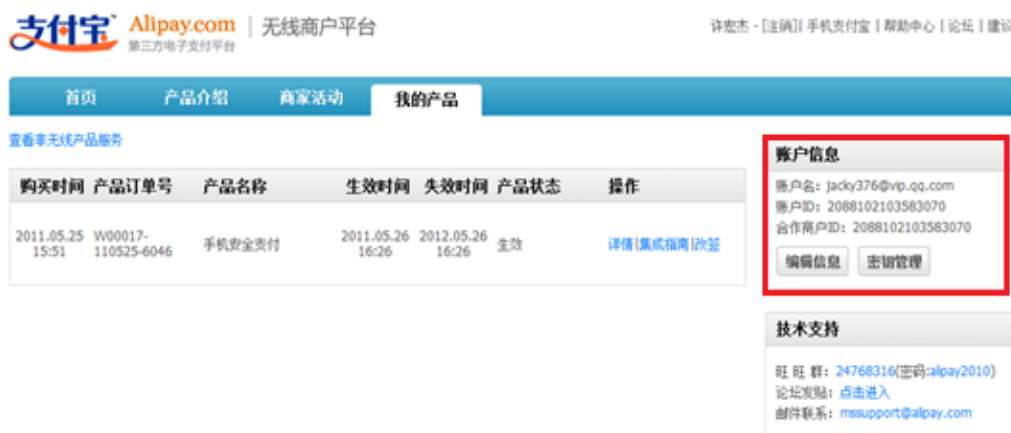 支付宝 Alipay.com 无线商户平台
第三方电子支付平台
许宏杰 - [注销]| 手机支付宝 | 帮助中心 | 论坛 | 建议
首页 产品介绍 商家活动 我的产品
查看非无线产品服务
购买时间 产品订单号 产品名称 生效时间 失效时间 产品状态 操作
2011.05.25 W00017- 手机安全支付 2011.05.26 2012.05.26 生效 详情|集成指南|改签
15:51 110525-6046 16:26 16:26
账户信息
账户名: jacky376@vip.qq.com
账户ID: 2088102103583070
合作商户ID: 2088102103583070
编辑信息 密钥管理
技术支持
旺 旺 群: 24768316(密码:alipay2010)
论坛发贴: 点击进入
邮件联系: mssupport@alipay.com